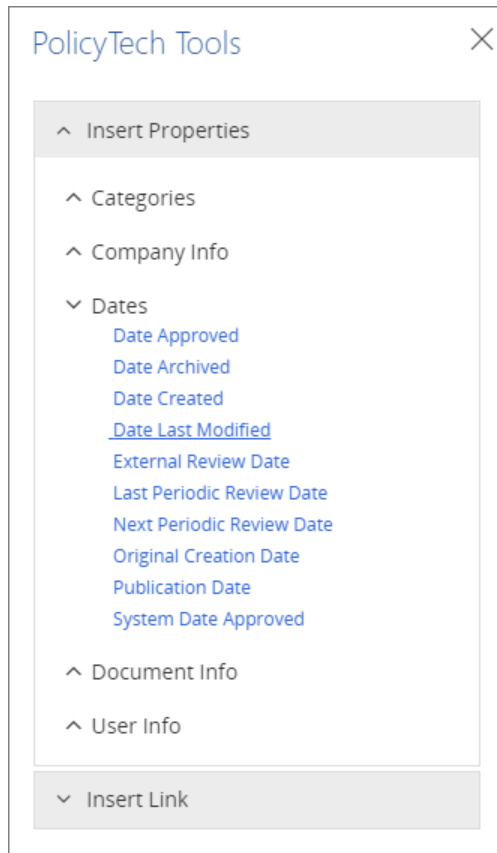 PolicyTech Tools
Insert Properties
Categories
Company Info
Dates
Date Approved
Date Archived
Date Created
Date Last Modified
External Review Date
Last Periodic Review Date
Next Periodic Review Date
Original Creation Date
Publication Date
System Date Approved
Document Info
User Info
Insert Link